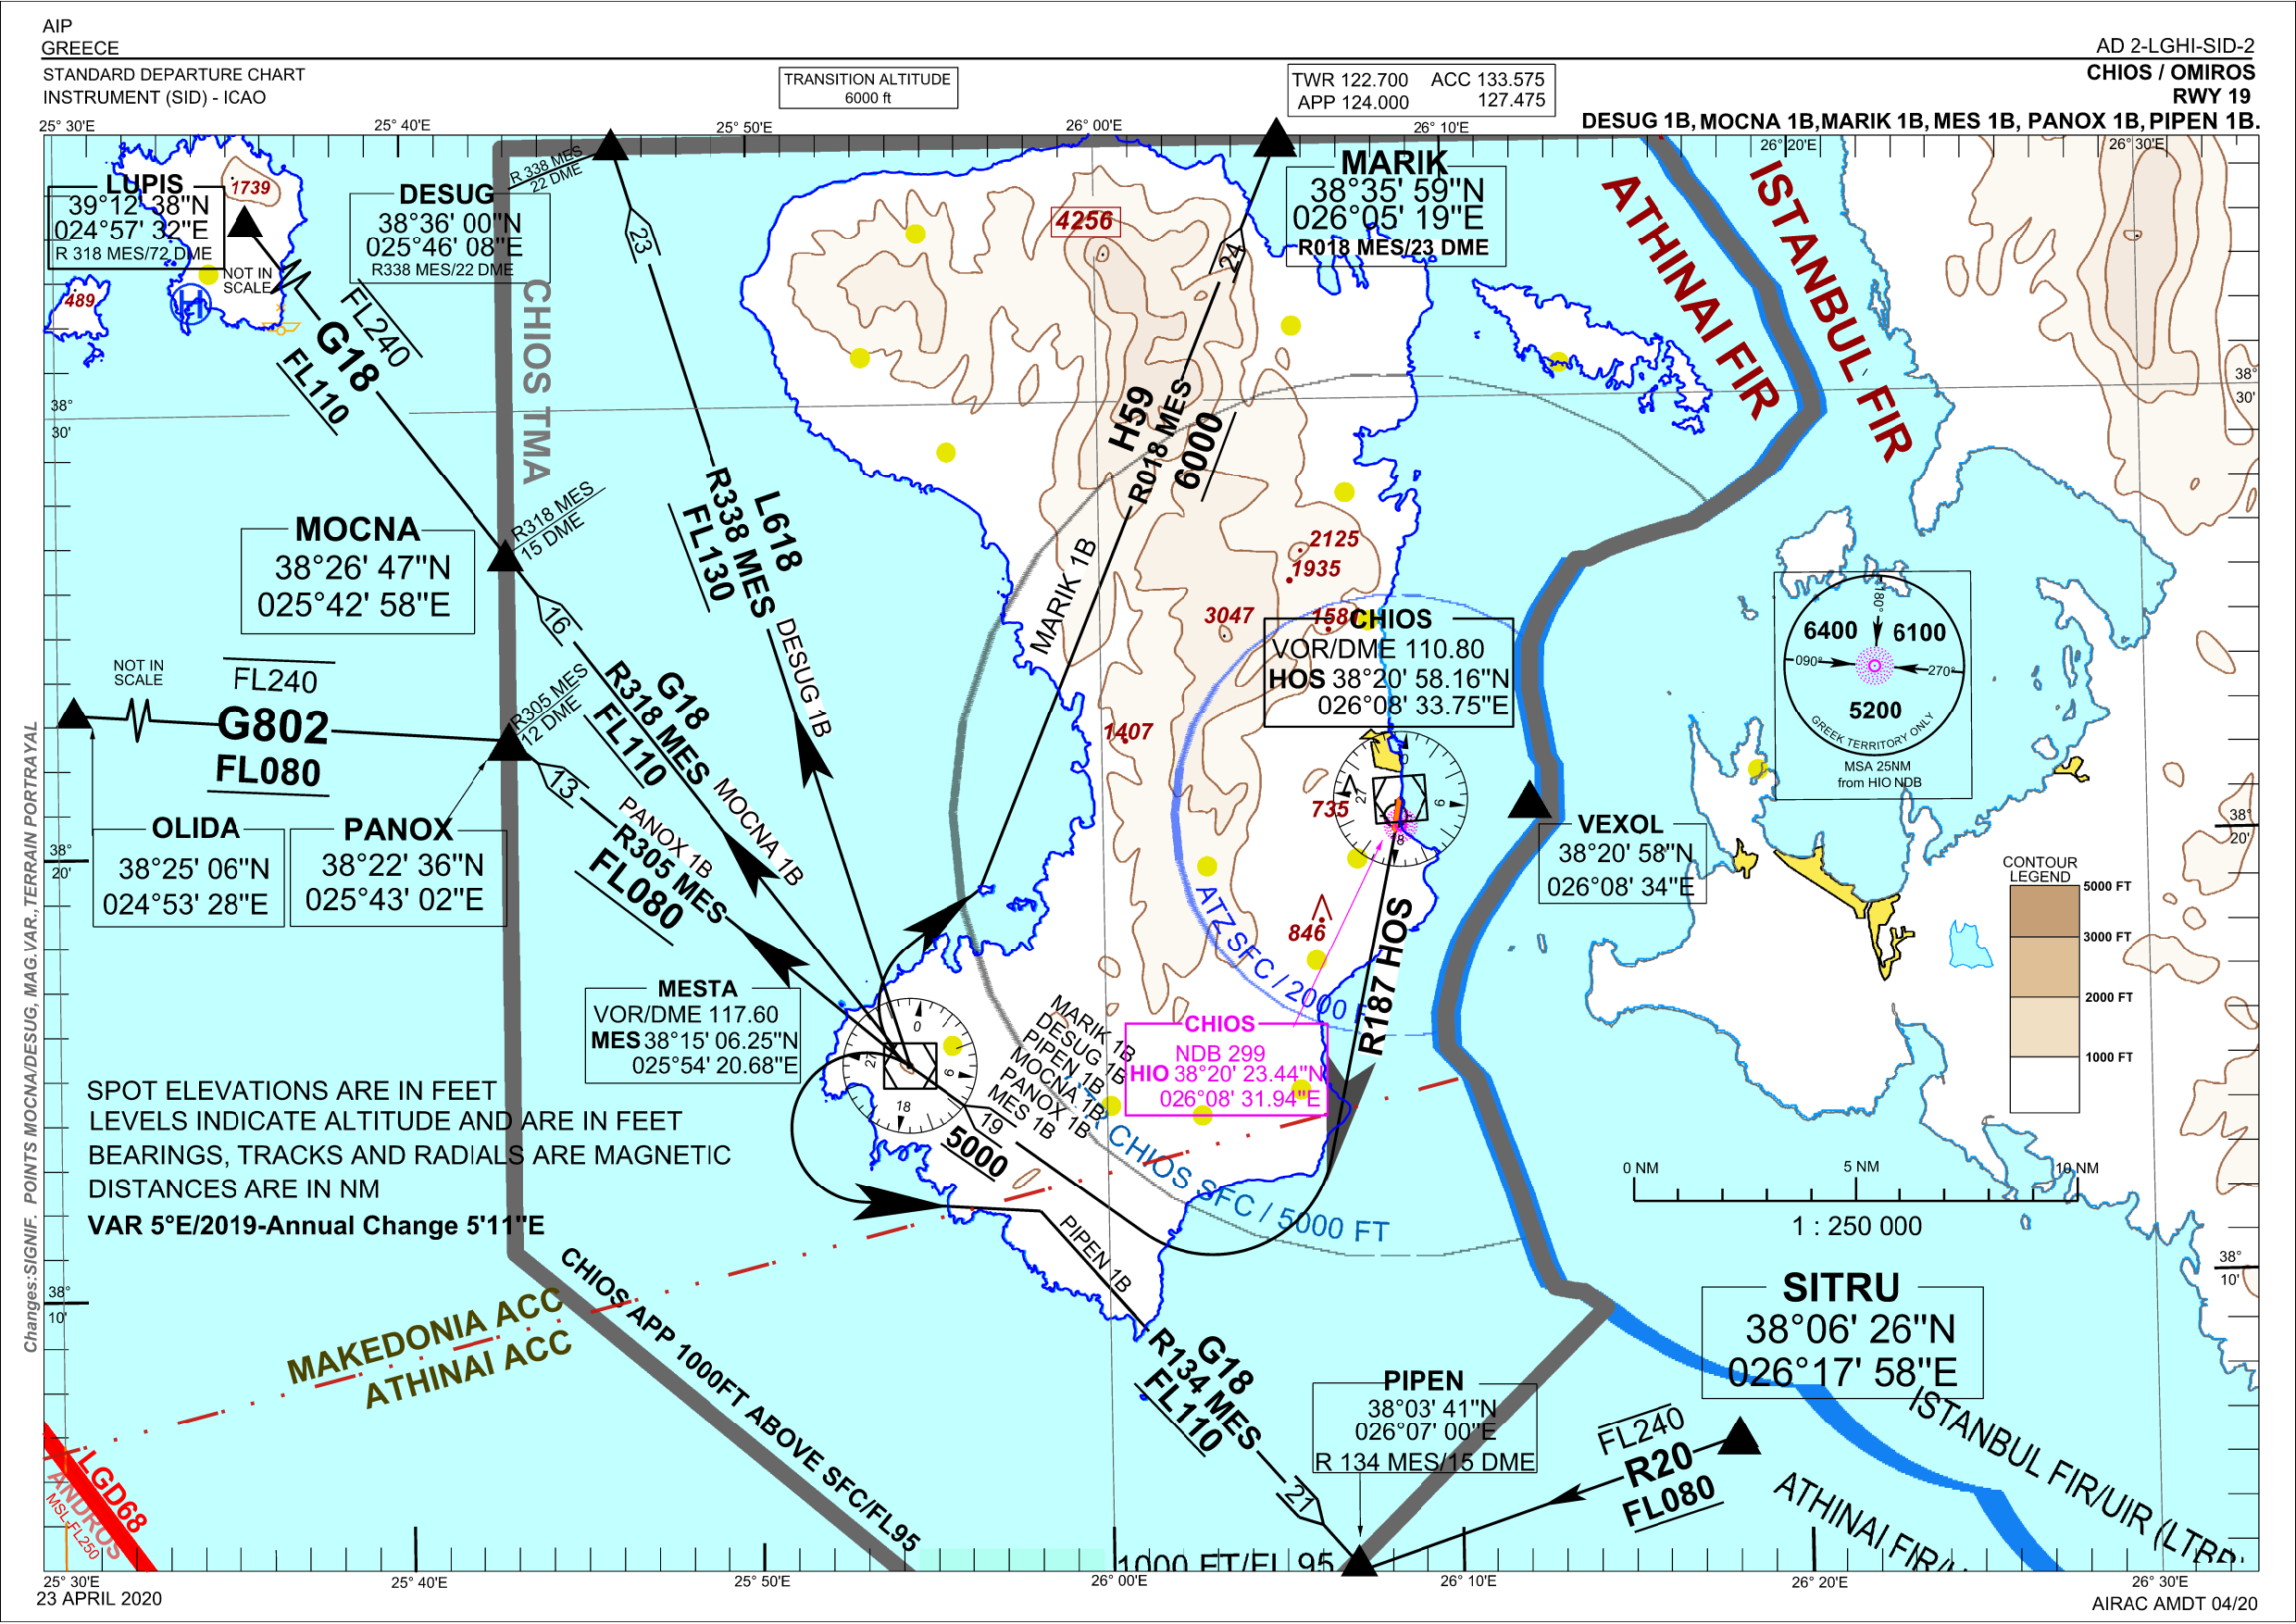 AIP
GREECE
AD 2-LGHI-SID-2
STANDARD DEPARTURE CHART
INSTRUMENT (SID) - ICAO
TRANSITION ALTITUDE
6000 ft
TWR 122.700 ACC 133.575
APP 124.000 127.475
CHIOS / OMIROS
RWY 19
DESUG 1B, MOCNA 1B, MARIK 1B, MES 1B, PANOX 1B, PIPEN 1B.
25° 30'E
25° 40'E
25° 50'E
26° 00'E
26° 10'E
26° 20'E
26° 30'E
LUPIS
39°12' 38"N
024°57' 32"E
R 318 MES/72 DME
1739
489
NOT IN
SCALE
H
DESUG
38°36' 00"N
025°46' 08"E
R338 MES/22 DME
R 338 MES
22 DME
23
CHIOS TMA
FL240
G18
FL110
4256
24
MARIK
38°35' 59"N
026°05' 19"E
R018 MES/23 DME
ATHINAI FIR
ISTANBUL FIR
38°
30'
38°
30'
H59
R018 MES
6000
MARIK 1B
L618
R338 MES
FL130
DESUG 1B
MOCNA
38°26' 47"N
025°42' 58"E
R318 MES
15 DME
16
G18
R318 MES
FL110
MOCNA 1B
2125
1935
3047
158
1407
735
846
CHIOS
VOR/DME 110.80
HOS 38°20' 58.16"N
026°08' 33.75"E
180°
6400 6100
090° 270°
5200
GREEK TERRITORY ONLY
MSA 25NM
from HIO NDB
NOT IN
SCALE
FL240
G802
FL080
R305 MES
12 DME
13
PANOX 1B
R305 MES
FL080
OLIDA
38°25' 06"N
024°53' 28"E
PANOX
38°22' 36"N
025°43' 02"E
VEXOL
38°20' 58"N
026°08' 34"E
38°
20'
38°
20'
CONTOUR
LEGEND
5000 FT
3000 FT
2000 FT
1000 FT
ATZ SFC / 2000 F
R187 HOS
0
9
18
27
MESTA
VOR/DME 117.60
MES 38°15' 06.25"N
025°54' 20.68"E
0
9
18
27
MARIK 1B
DESUG 1B
PIPEN 1B
MOCNA 1B
PANOX 1B
MES 1B
19
5000
CHIOS
NDB 299
HIO 38°20' 23.44"N
026°08' 31.94"E
CHIOS SFC / 5000 FT
SPOT ELEVATIONS ARE IN FEET
LEVELS INDICATE ALTITUDE AND ARE IN FEET
BEARINGS, TRACKS AND RADIALS ARE MAGNETIC
DISTANCES ARE IN NM
VAR 5°E/2019-Annual Change 5'11"E
0 NM 5 NM 10 NM
1 : 250 000
PIPEN 1B
38°
10'
38°
10'
MAKEDONIA ACC
ATHINAI ACC
CHIOS APP 1000FT ABOVE SFC/FL95
G18
R134 MES
FL110
21
PIPEN
38°03' 41"N
026°07' 00"E
R 134 MES/15 DME
SITRU
38°06' 26"N
026°17' 58"E
FL240
R20
FL080
ISTANBUL FIR/UIR (LTBB
ATHINAI FIR/
LGD68
ANDROS
MSL-FL250
1000 FT/FL95
Changes:SIGNIF. POINTS MOCNA/DESUG, MAG.VAR.,TERRAIN PORTRAYAL
25° 30'E
25° 40'E
25° 50'E
26° 00'E
26° 10'E
26° 20'E
26° 30'E
23 APRIL 2020
AIRAC AMDT 04/20